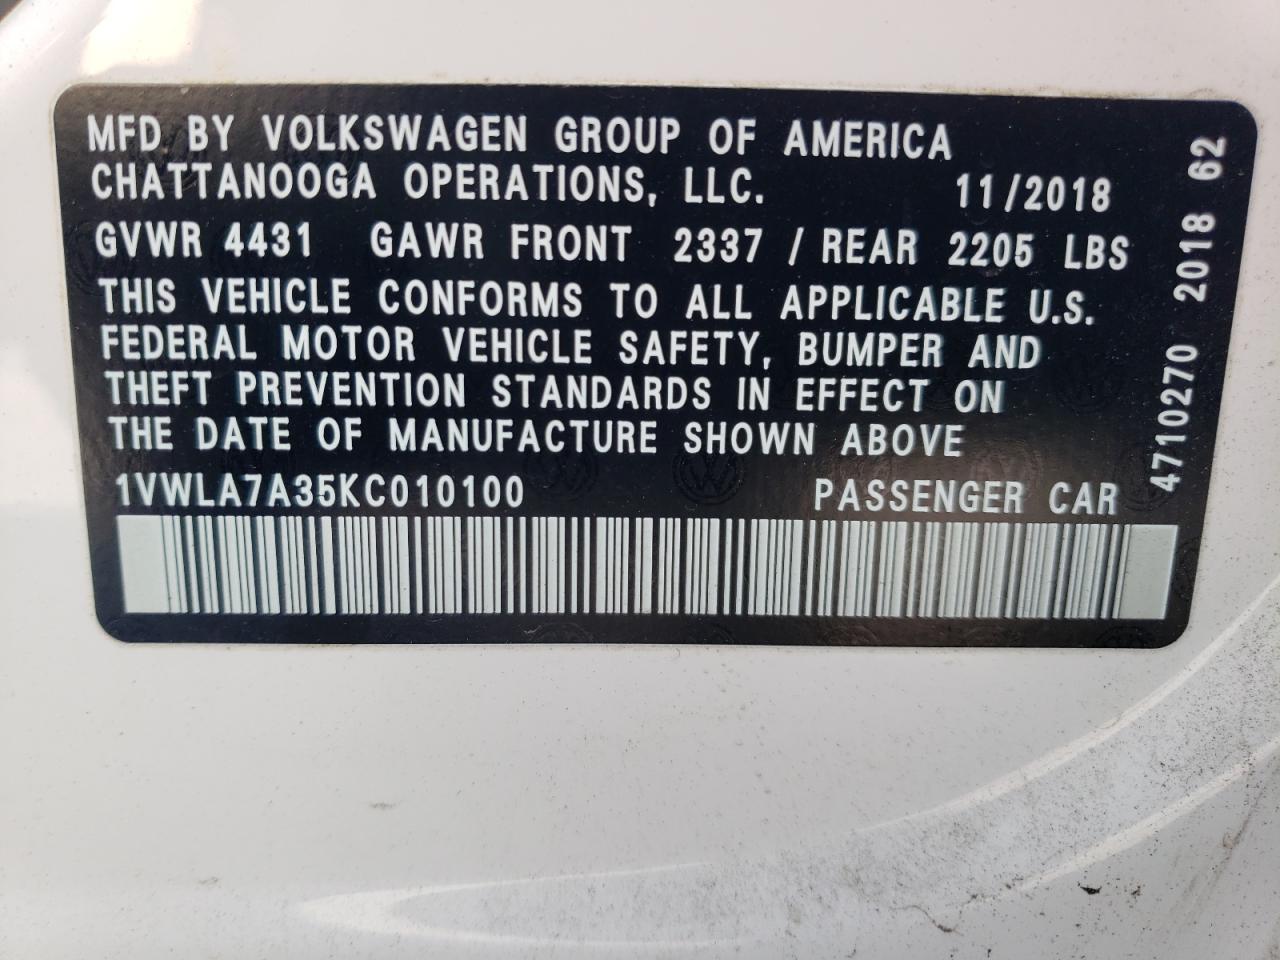 MFD BY VOLKSWAGEN GROUP OF AMERICA
CHATTANOOGA OPERATIONS, LLC. 11/2018
GVWR 4431 GAWR FRONT 2337 / REAR 2205 LBS
THIS VEHICLE CONFORMS TO ALL APPLICABLE U.S.
FEDERAL MOTOR VEHICLE SAFETY, BUMPER AND
THEFT PREVENTION STANDARDS IN EFFECT ON
THE DATE OF MANUFACTURE SHOWN ABOVE
1VWLA7A35KC010100 PASSENGER CAR
4710270 2018 62